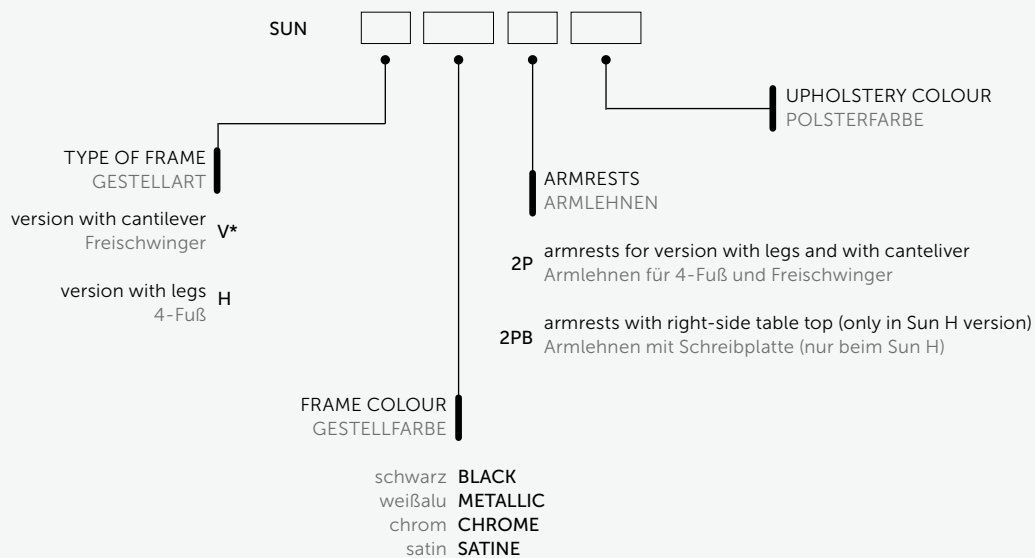 SUN
UPHOLSTERY COLOUR
POLSTERFARBE
TYPE OF FRAME
GESTELLART
version with cantilever V*
Freischwinger
version with legs H
4-Fuß
ARMRESTS
ARMLEHNEN
2P armrests for version with legs and with canteliver
Armlehnen für 4-Fuß und Freischwinger
2PB armrests with right-side table top (only in Sun H version)
Armlehnen mit Schreibplatte (nur beim Sun H)
FRAME COLOUR
GESTELLFARBE
schwarz BLACK
weißalu METALLIC
chrom CHROME
satin SATINE